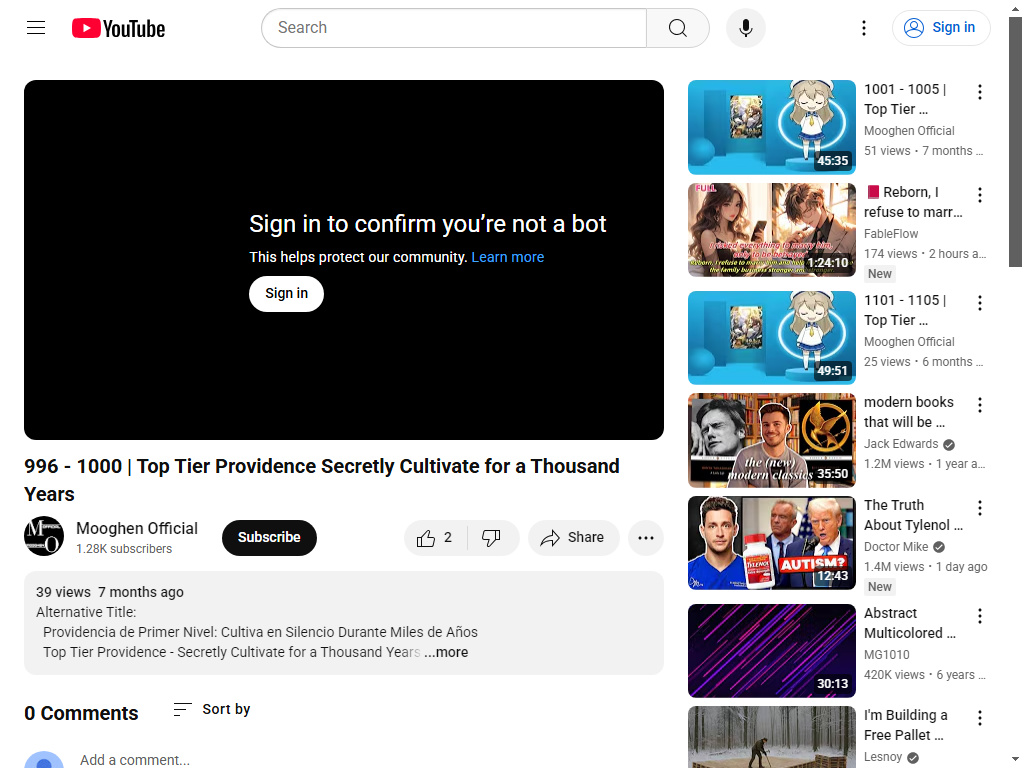 YouTube
Search
Sign in
Sign in to confirm you’re not a bot
This helps protect our community. Learn more
Sign in
996 - 1000 | Top Tier Providence Secretly Cultivate for a Thousand
Years
Mooghen Official
1.28K subscribers
Subscribe
2
Share
39 views 7 months ago
Alternative Title:
Providencia de Primer Nivel: Cultiva en Silencio Durante Miles de Años
Top Tier Providence - Secretly Cultivate for a Thousand Years ...more
0 Comments
Sort by
Add a comment...
45:35
1001 - 1005 |
Top Tier ...
Mooghen Official
51 views • 7 months ...
FULL
I risked everything to marry him,
1:24:10
Reborn, I
refuse to marr...
FableFlow
174 views • 2 hours a...
New
49:51
1101 - 1105 |
Top Tier ...
Mooghen Official
25 views • 6 months ...
the (new)
modern classics
35:50
modern books
that will be ...
Jack Edwards
1.2M views • 1 year a...
TYLENOL
AUTISM?
12:43
The Truth
About Tylenol ...
Doctor Mike
1.4M views • 1 day ago
New
30:13
Abstract
Multicolored ...
MG1010
420K views • 6 years ...
I'm Building a
Free Pallet ...
Lesnoy